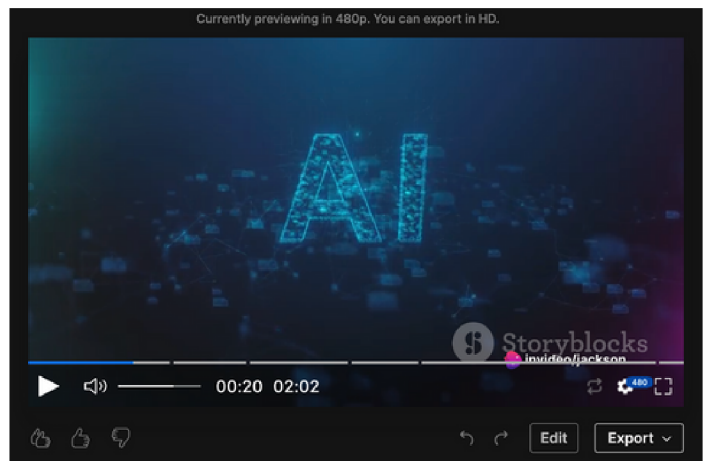 Currently previewing in 480p. You can export in HD.
AI
Storyblocks
invideo/jackson
00:20 02:02
480
Edit
Export